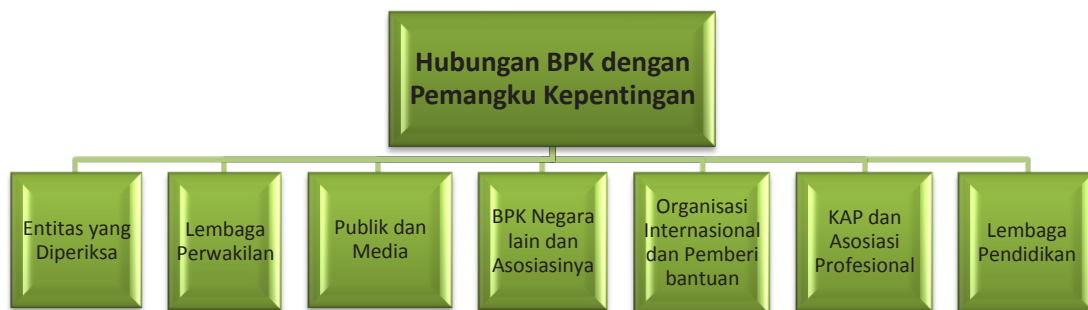 Hubungan BPK dengan
Pemangku Kepentingan
Entitas yang
Diperiksa
Lembaga
Perwakilan
Publik dan
Media
BPK Negara
lain dan
Asosiasinya
Organisasi
Internasional
dan Pemberi
bantuan
KAP dan
Asosiasi
Profesional
Lembaga
Pendidikan